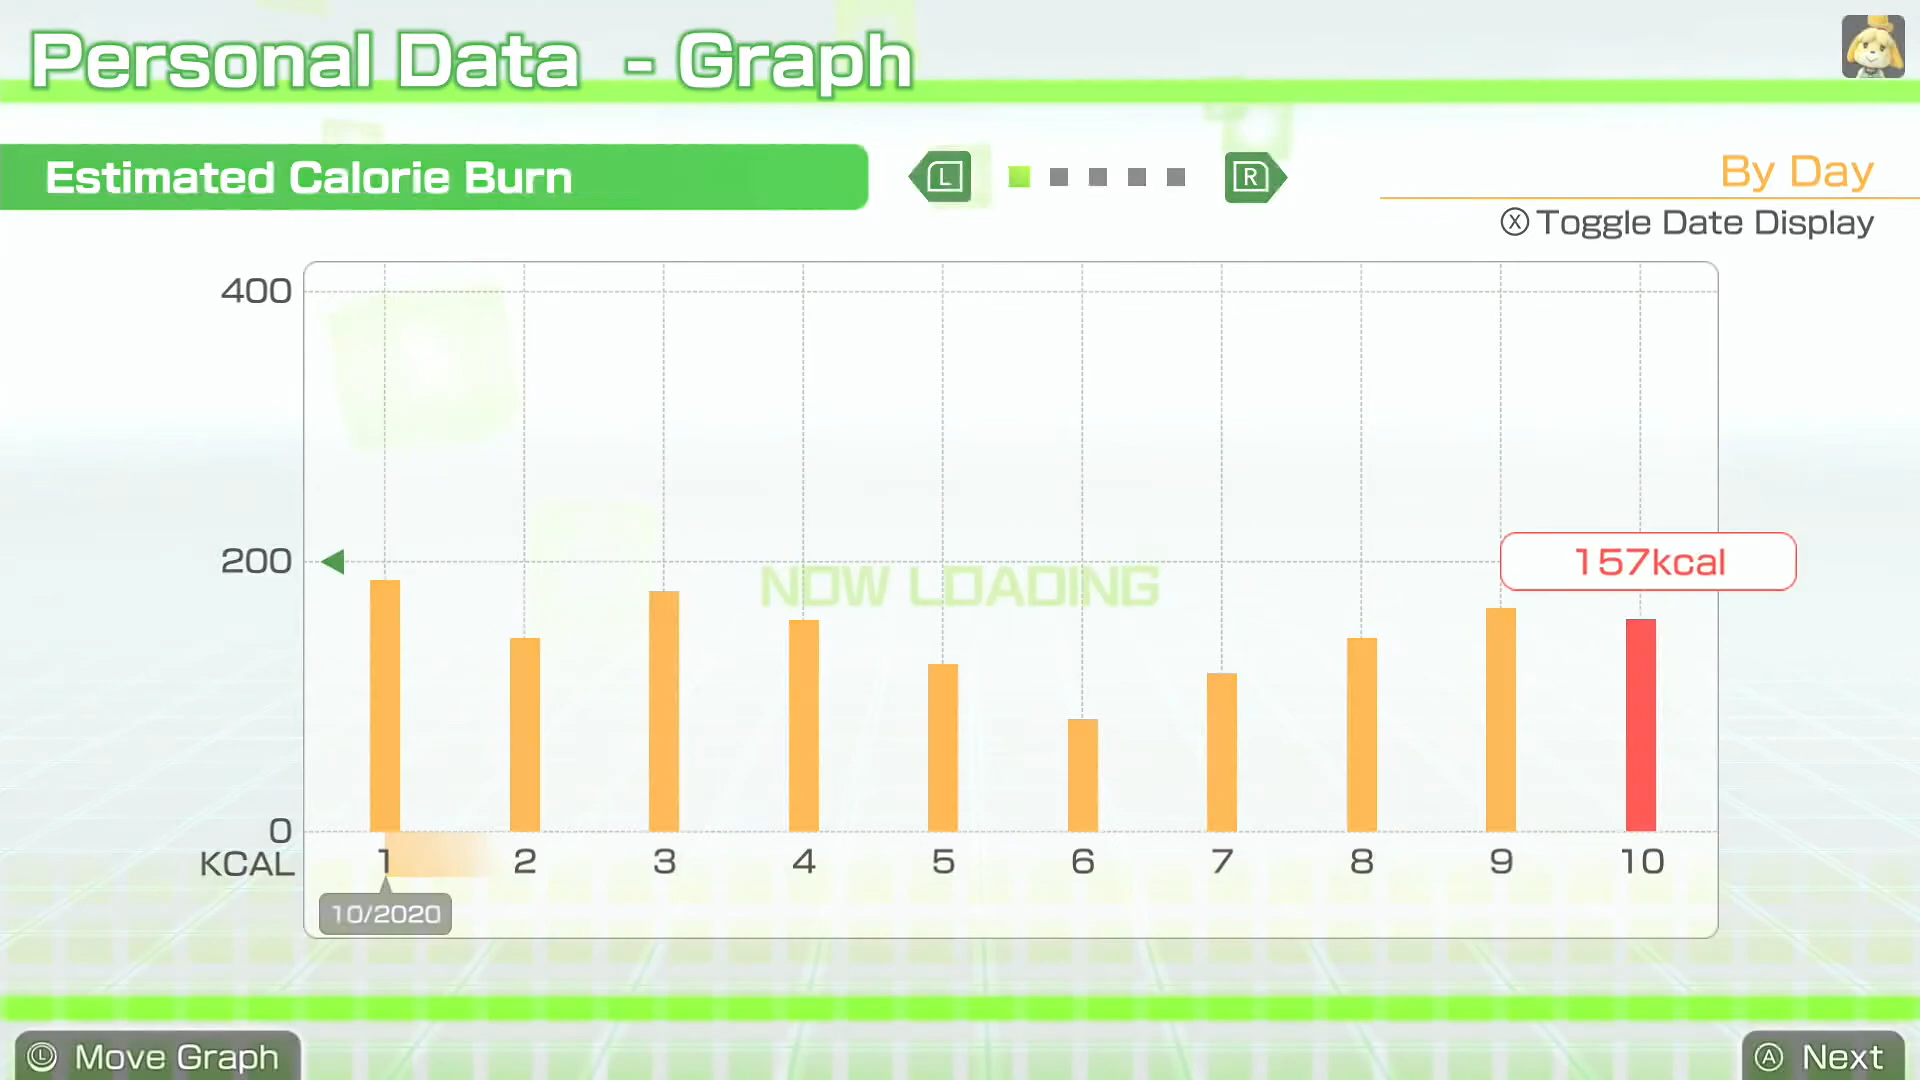 Personal Data - Graph
Estimated Calorie Burn
L
R
By Day
X Toggle Date Display
400
200
157kcal
NOW LOADING
0
KCAL
1 2 3 4 5 6 7 8 9 10
10/2020
L Move Graph
A Next